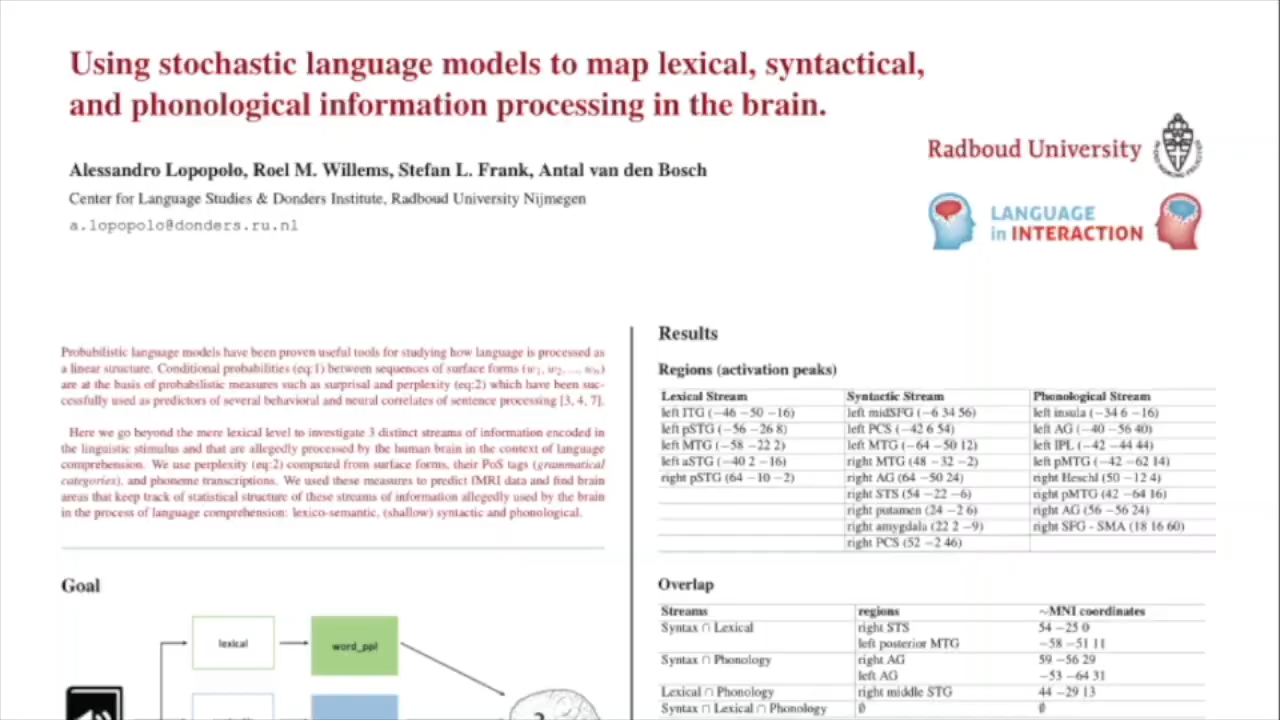 Using stochastic language models to map lexical, syntactical,
and phonological information processing in the brain.
Alessandro Lopopolo, Roel M. Willems, Stefan L. Frank, Antal van den Bosch
Center for Language Studies & Donders Institute, Radboud University Nijmegen
a.lopopolo@donders.ru.nl
Radboud University
LANGUAGE
in INTERACTION
Probabilistic language models have been proven useful tools for studying how language is processed as
a linear structure. Conditional probabilities (eq:1) between sequences of surface forms (w₁, w₂, ..., wₙ)
are at the basis of probabilistic measures such as surprisal and perplexity (eq:2) which have been suc-
cessfully used as predictors of several behavioral and neural correlates of sentence processing [3, 4, 7].
Here we go beyond the mere lexical level to investigate 3 distinct streams of information encoded in
the linguistic stimulus and that are allegedly processed by the human brain in the context of language
comprehension. We use perplexity (eq:2) computed from surface forms, their PoS tags (grammatical
categories), and phoneme transcriptions. We used these measures to predict fMRI data and find brain
areas that keep track of statistical structure of these streams of information allegedly used by the brain
in the process of language comprehension: lexico-semantic, (shallow) syntactic and phonological.
Goal
lexical
word_ppl
Results
Regions (activation peaks)
Lexical Stream Syntactic Stream Phonological Stream
left ITG (−46 −50 −16) left midSFG (−6 34 56) left insula (−34 6 −16)
left pSTG (−56 −26 8) left PCS (−42 6 54) left AG (−40 −56 40)
left MTG (−58 −22 2) left MTG (−64 −50 12) left IPL (−42 −44 44)
left aSTG (−40 2 −16) right MTG (48 −32 −2) left pMTG (−42 −62 14)
right pSTG (64 −10 −2) right AG (64 −50 24) right Heschl (50 −12 4)
right STS (54 −22 −6) right pMTG (42 −64 16)
right putamen (24 −2 6) right AG (56 −56 24)
right amygdala (22 2 −9) right SFG - SMA (18 16 60)
right PCS (52 −2 46)
Overlap
Streams regions ~MNI coordinates
Syntax ∩ Lexical right STS 54 −25 0
left posterior MTG −58 −51 11
Syntax ∩ Phonology right AG 59 −56 29
left AG −53 −64 31
Lexical ∩ Phonology right middle STG 44 −29 13
Syntax ∩ Lexical ∩ Phonology ∅ ∅